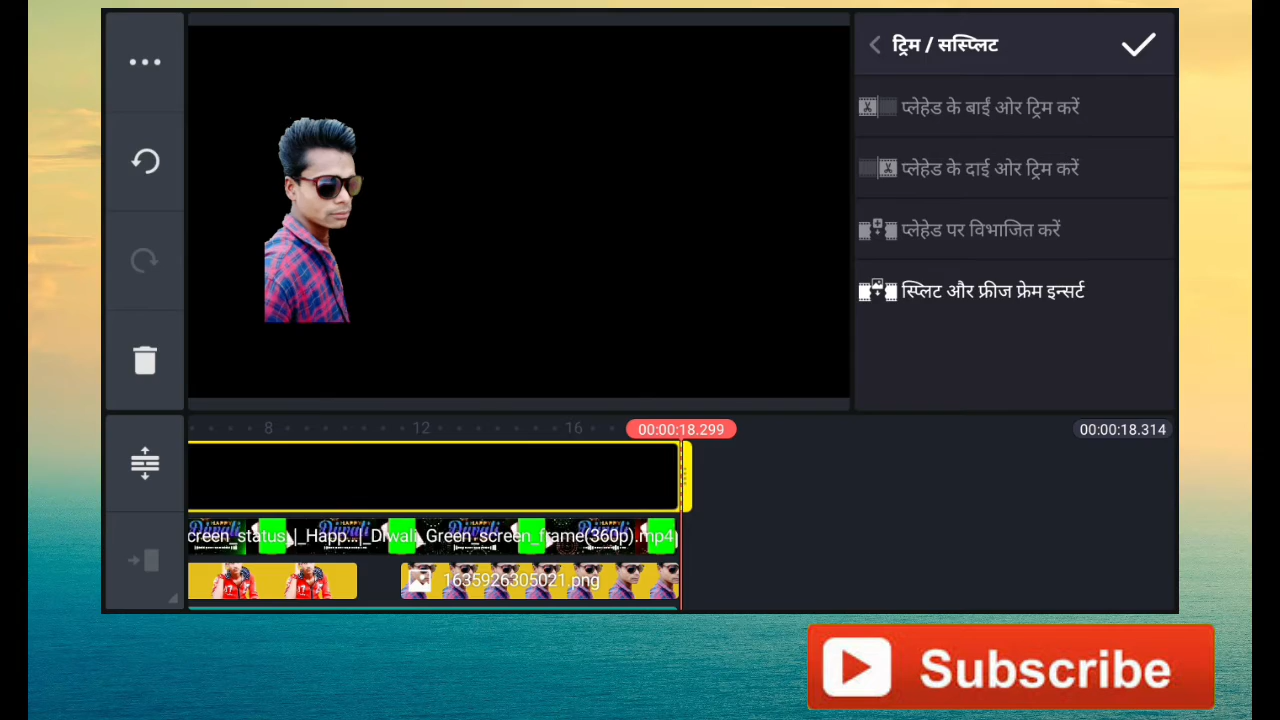 ट्रिम / सस्प्लिट
प्लेहेड के बाईं ओर ट्रिम करें
प्लेहेड के दाईं ओर ट्रिम करें
प्लेहेड पर विभाजित करें
स्प्लिट और फ्रीज फ्रेम इन्सर्ट
8 12 16 00:00:18.299 00:00:18.314
creen_status_|_Happ...|_DIwali_Green_screen_frame(360p).mp4
1635926305021.png
Subscribe